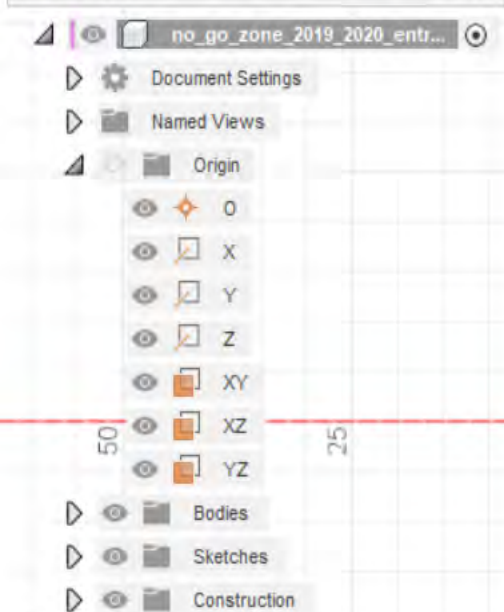 no_go_zone_2019_2020_entr...
Document Settings
Named Views
Origin
O
X
Y
Z
XY
50
XZ
25
YZ
Bodies
Sketches
Construction